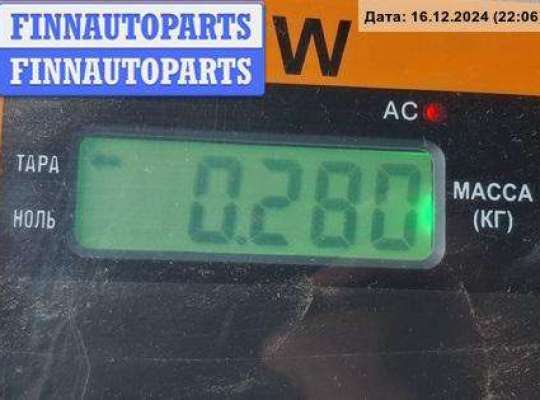 FINNAUTOPARTS
FINNAUTOPARTS
Дата: 16.12.2024 (22:06
W
AC
ТАРА
0.280
МАССА
(КГ)
НОЛЬ